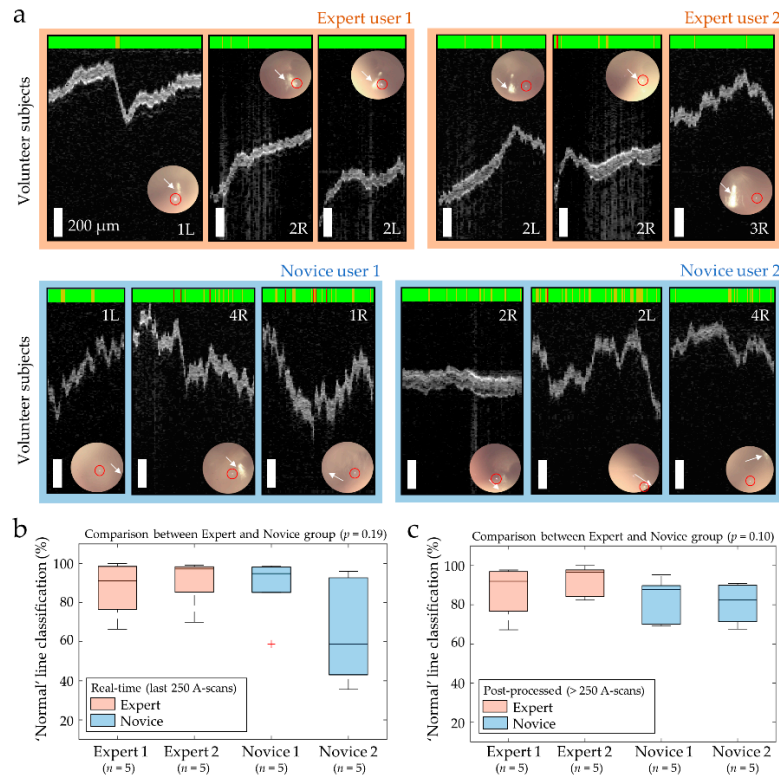 a
Expert user 1
Expert user 2
Volunteer subjects
200 μm
1L
2R
2L
2L
2R
3R
Novice user 1
Novice user 2
Volunteer subjects
1L
4R
1R
2R
2L
4R
b
Comparison between Expert and Novice group (p = 0.19)
'Normal' line classification (%)
100
80
60
40
20
Real-time (last 250 A-scans)
Expert
Novice
Expert 1
Expert 2
Novice 1
Novice 2
(n = 5)
(n = 5)
(n = 5)
(n = 5)
c
Comparison between Expert and Novice group (p = 0.10)
'Normal' line classification (%)
100
80
60
40
20
Post-processed (> 250 A-scans)
Expert
Novice
Expert 1
Expert 2
Novice 1
Novice 2
(n = 5)
(n = 5)
(n = 5)
(n = 5)